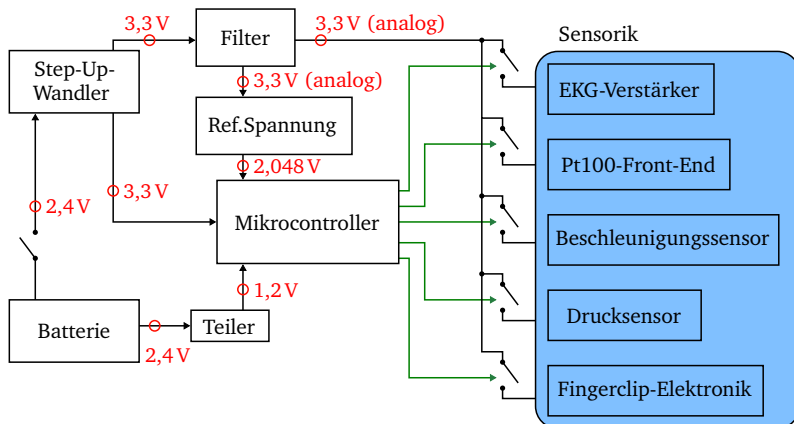 3,3 V
Filter
3,3 V (analog)
Sensorik
Step-Up-
Wandler
3,3 V (analog)
EKG-Verstärker
Ref.Spannung
2,048 V
Pt100-Front-End
2,4 V
3,3 V
Mikrocontroller
Beschleunigungssensor
1,2 V
Batterie
Teiler
Drucksensor
2,4 V
Fingerclip-Elektronik